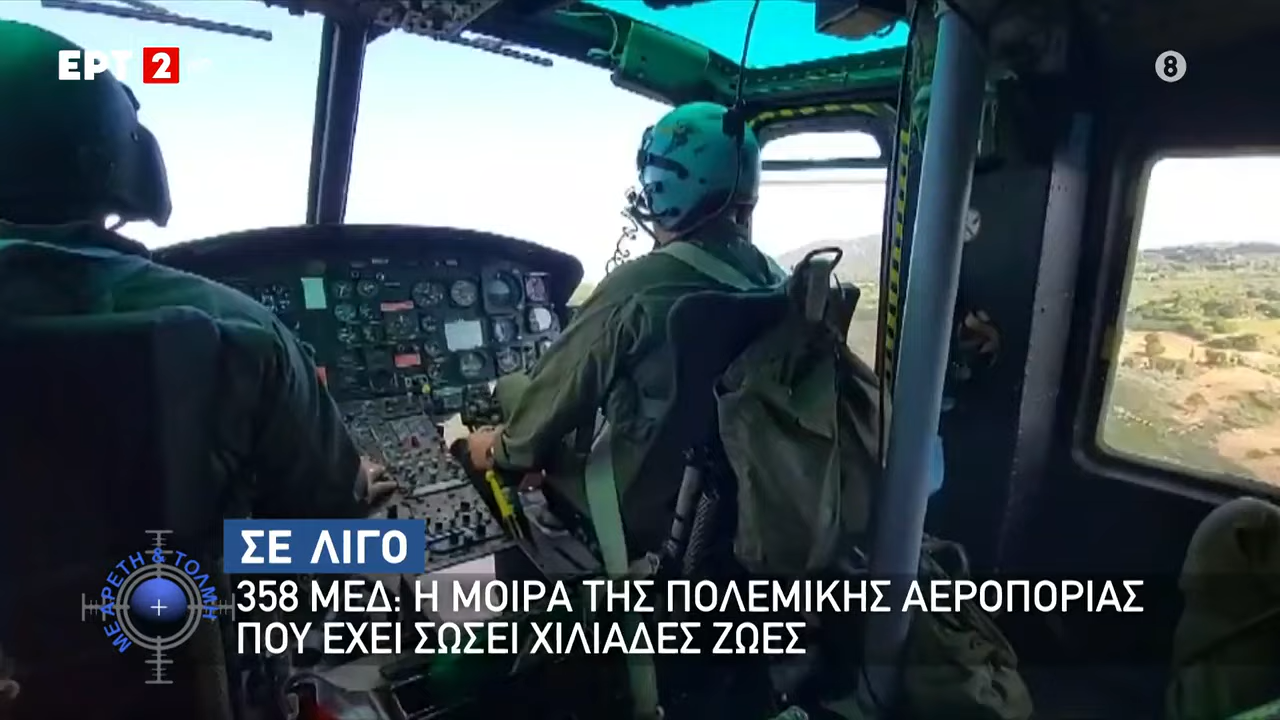 ΕΡΤ 2
8
ΣΕ ΛΙΓΟ
ΜΕ ΑΡΕΤΗ & ΤΟΛΜΗ
358 ΜΕΔ: Η ΜΟΙΡΑ ΤΗΣ ΠΟΛΕΜΙΚΗΣ ΑΕΡΟΠΟΡΙΑΣ
ΠΟΥ ΕΧΕΙ ΣΩΣΕΙ ΧΙΛΙΑΔΕΣ ΖΩΕΣ